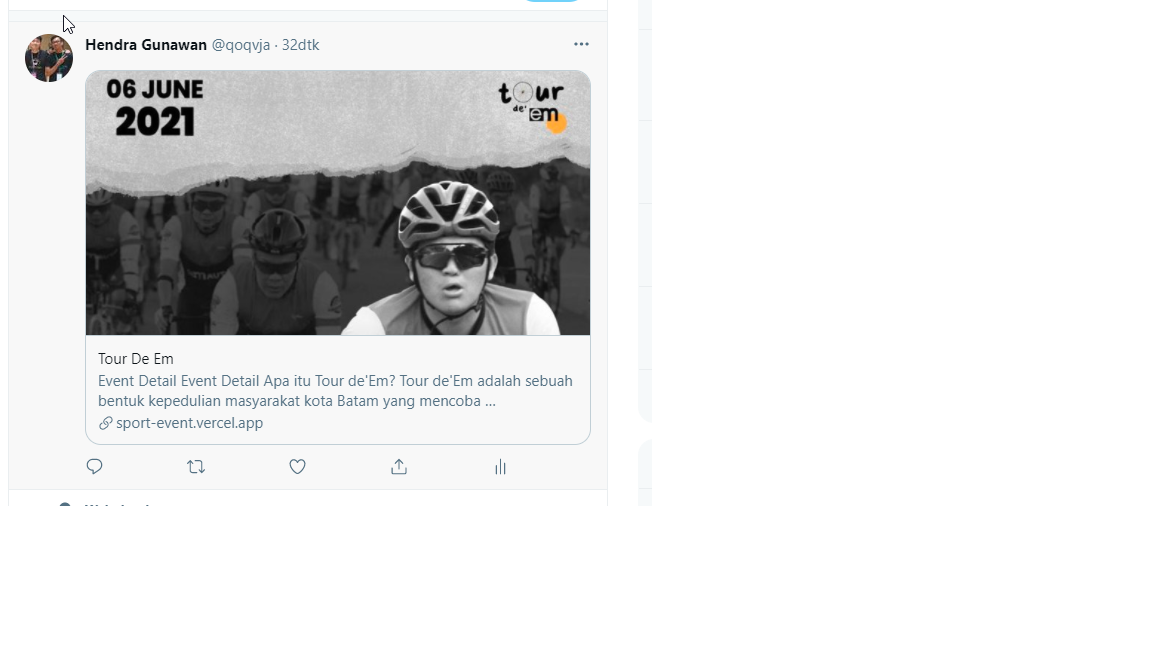 Hendra Gunawan @qoqvja · 32dtk
06 JUNE
2021
tour
de' em
Tour De Em
Event Detail Event Detail Apa itu Tour de'Em? Tour de'Em adalah sebuah
bentuk kepedulian masyarakat kota Batam yang mencoba ...
sport-event.vercel.app